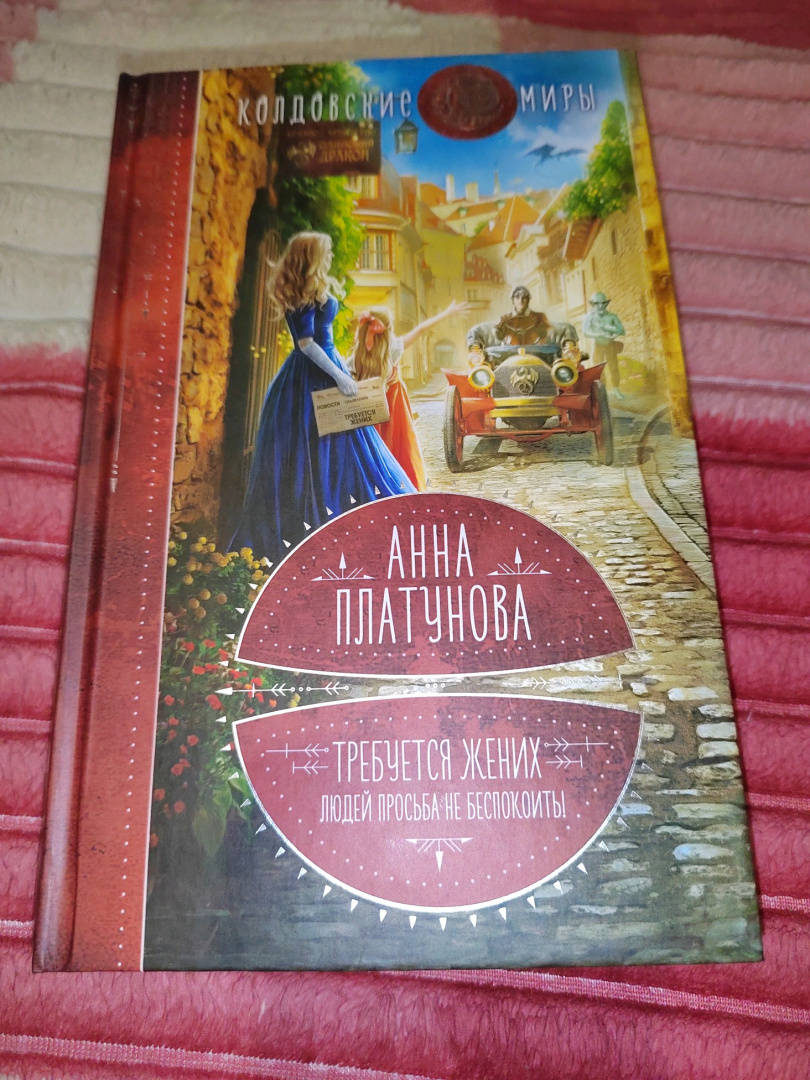 КОЛДОВСКИЕ МИРЫ
ДРАКОН
НОВОСТИ
ТРЕБУЕТСЯ
ЖЕНИХ
АННА
ПЛАТУНОВА
ТРЕБУЕТСЯ ЖЕНИХ
ЛЮДЕЙ ПРОСЬБА НЕ БЕСПОКОИТЬ!